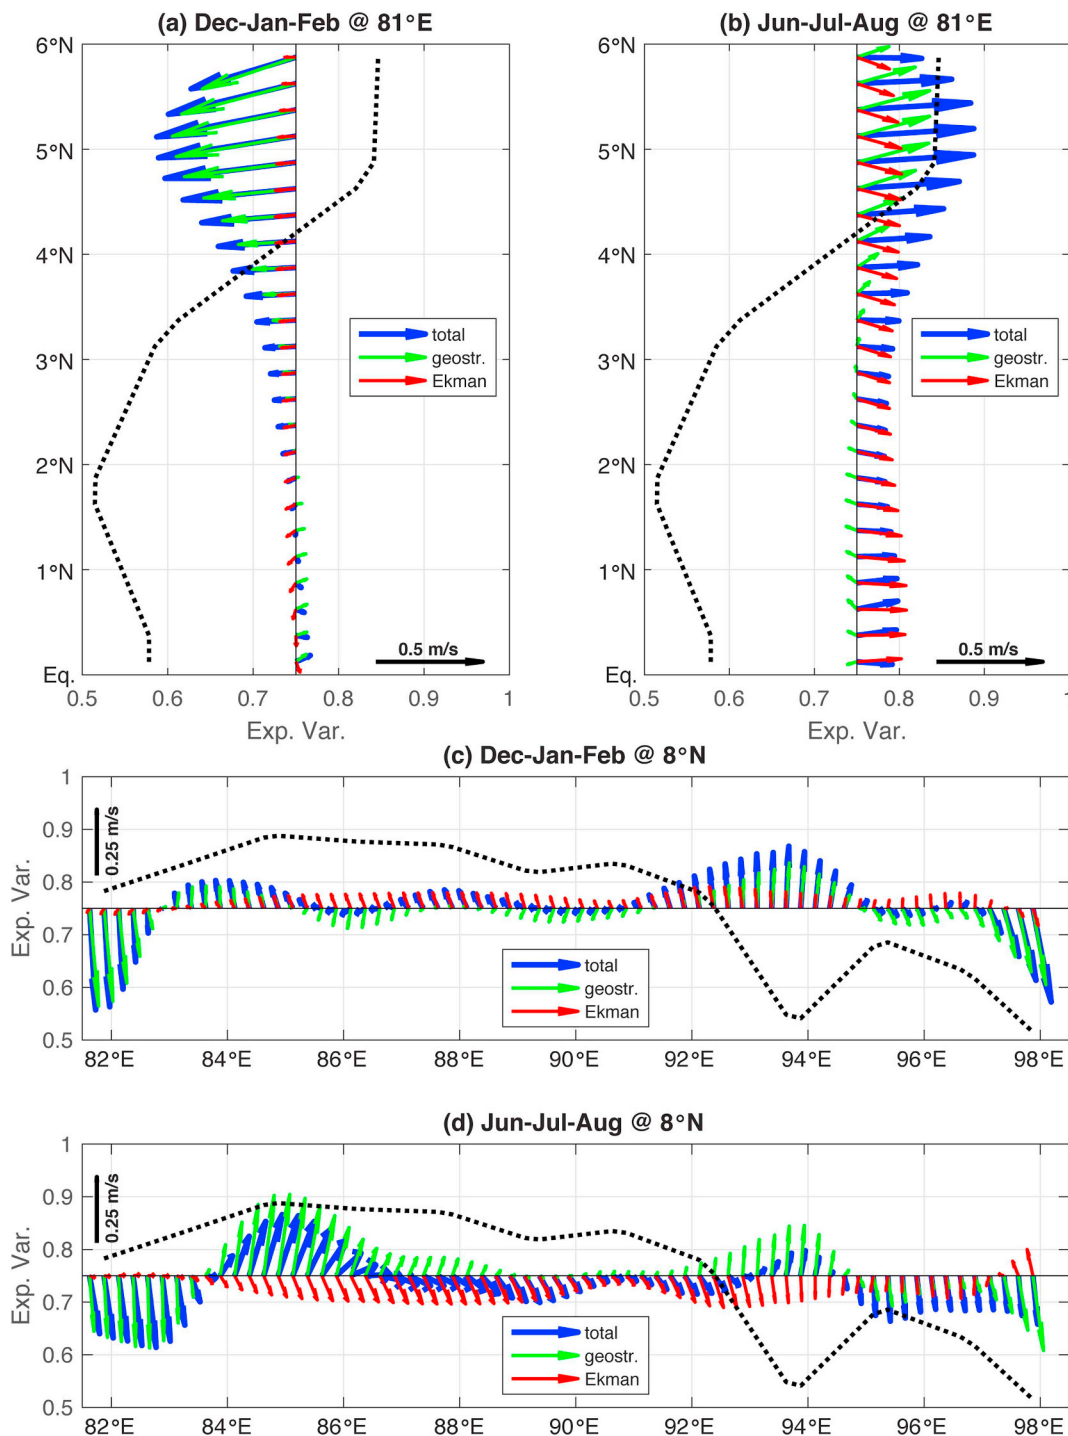 (a) Dec-Jan-Feb @ 81°E
(b) Jun-Jul-Aug @ 81°E
6°N
5°N
4°N
3°N
2°N
1°N
Eq.
total
geostr.
Ekman
0.5 m/s
0.5 0.6 0.7 0.8 0.9 1
Exp. Var.
6°N
5°N
4°N
3°N
2°N
1°N
Eq.
total
geostr.
Ekman
0.5 m/s
0.5 0.6 0.7 0.8 0.9 1
Exp. Var.
(c) Dec-Jan-Feb @ 8°N
1
0.9
0.8
0.7
0.6
0.5
Exp. Var.
0.25 m/s
total
geostr.
Ekman
82°E 84°E 86°E 88°E 90°E 92°E 94°E 96°E 98°E
(d) Jun-Jul-Aug @ 8°N
1
0.9
0.8
0.7
0.6
0.5
Exp. Var.
0.25 m/s
total
geostr.
Ekman
82°E 84°E 86°E 88°E 90°E 92°E 94°E 96°E 98°E